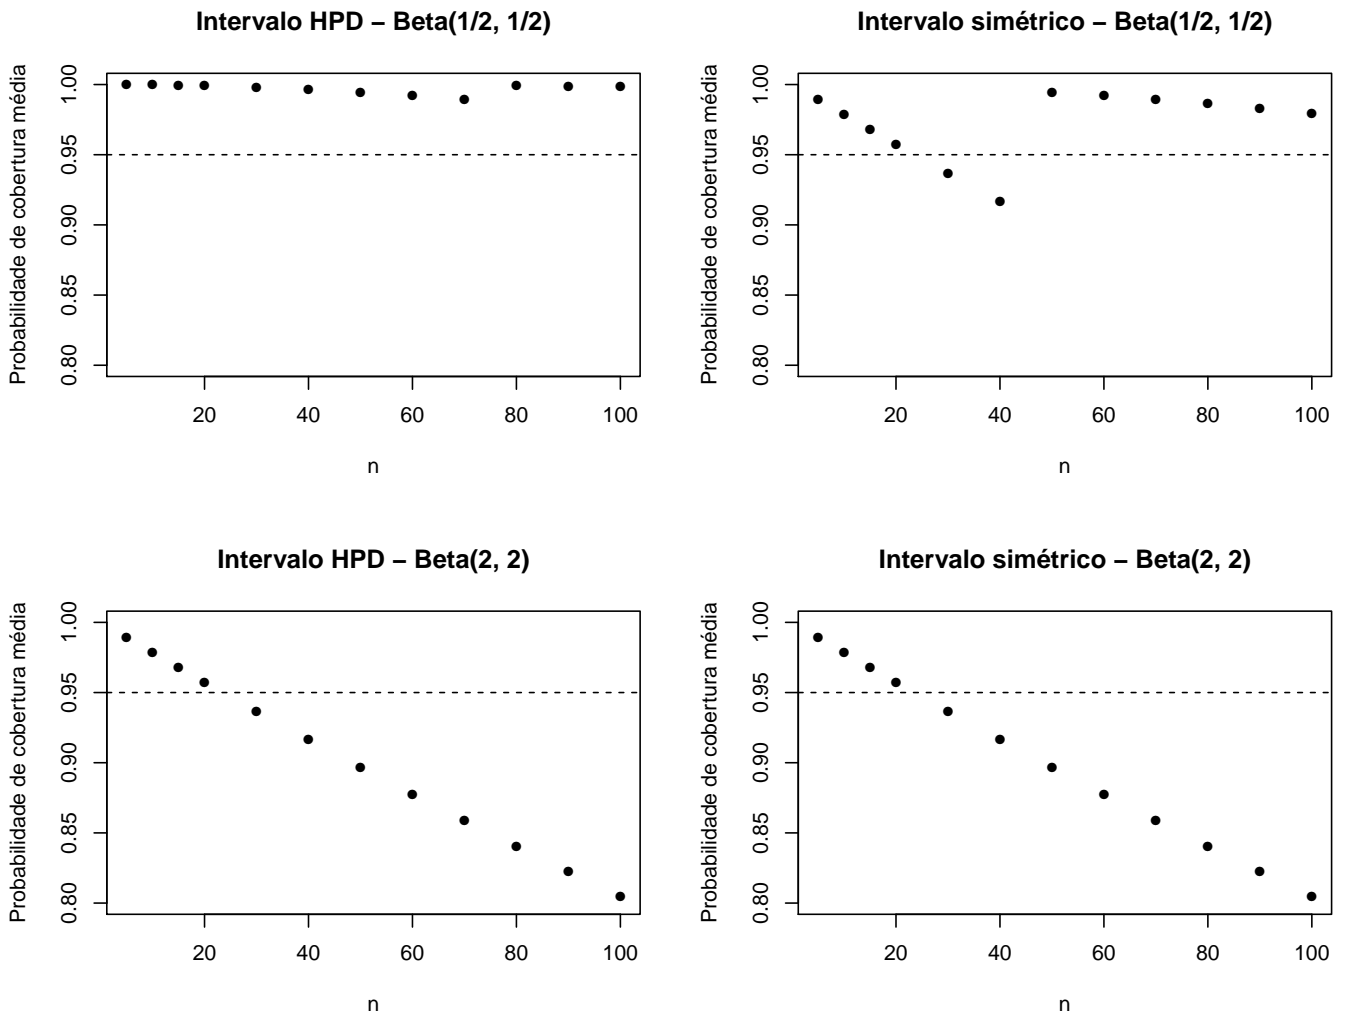 Intervalo HPD – Beta(1/2, 1/2)
Probabilidade de cobertura média
1.00
0.95
0.90
0.85
0.80
20 40 60 80 100
n
Intervalo simétrico – Beta(1/2, 1/2)
Probabilidade de cobertura média
1.00
0.95
0.90
0.85
0.80
20 40 60 80 100
n
Intervalo HPD – Beta(2, 2)
Probabilidade de cobertura média
1.00
0.95
0.90
0.85
0.80
20 40 60 80 100
n
Intervalo simétrico – Beta(2, 2)
Probabilidade de cobertura média
1.00
0.95
0.90
0.85
0.80
20 40 60 80 100
n